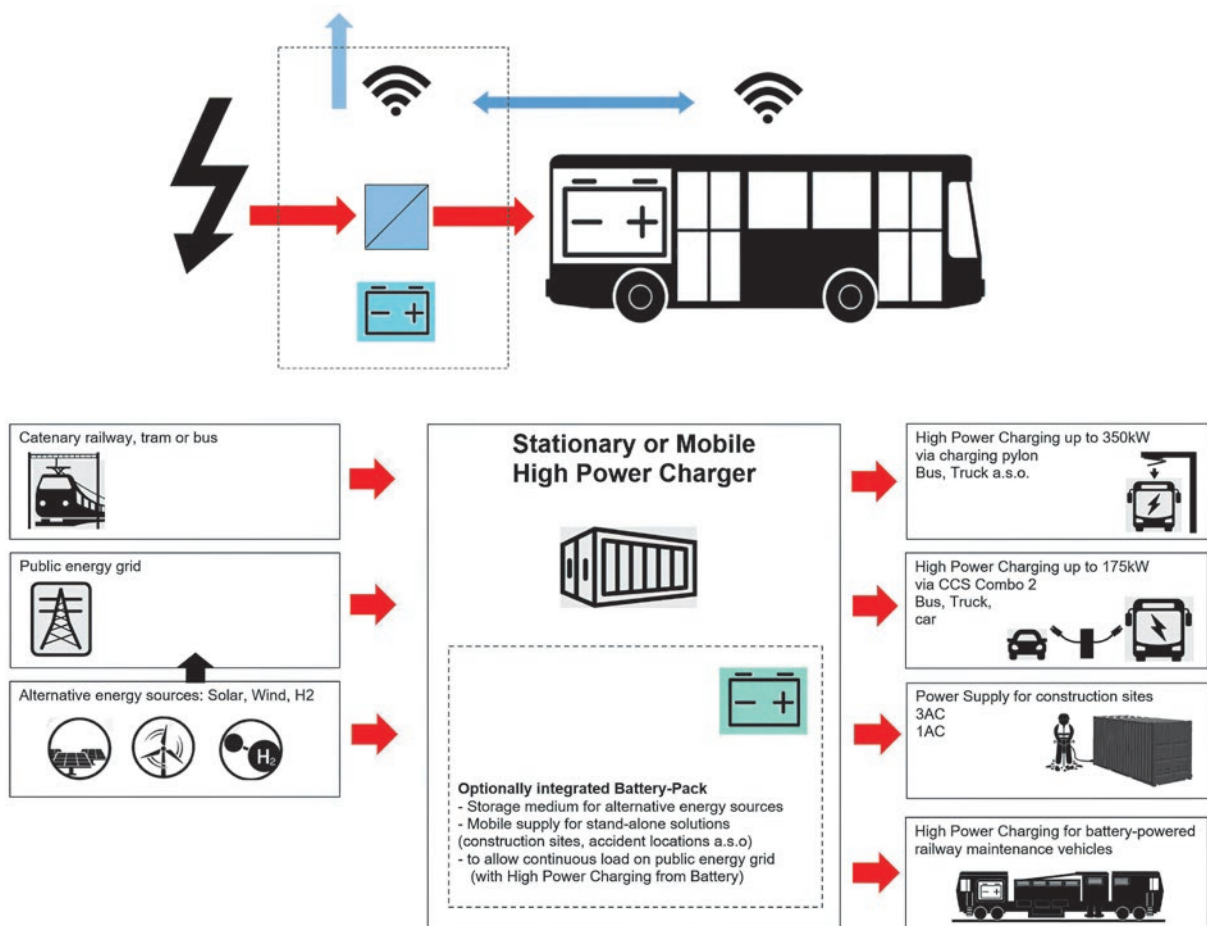 Catenary railway, tram or bus
Public energy grid
Alternative energy sources: Solar, Wind, H2
H2
Stationary or Mobile
High Power Charger
Optionally integrated Battery-Pack
- Storage medium for alternative energy sources
- Mobile supply for stand-alone solutions
(construction sites, accident locations a.s.o)
- to allow continuous load on public energy grid
(with High Power Charging from Battery)
High Power Charging up to 350kW
via charging pylon
Bus, Truck a.s.o.
High Power Charging up to 175kW
via CCS Combo 2
Bus, Truck,
car
Power Supply for construction sites
3AC
1AC
High Power Charging for battery-powered
railway maintenance vehicles